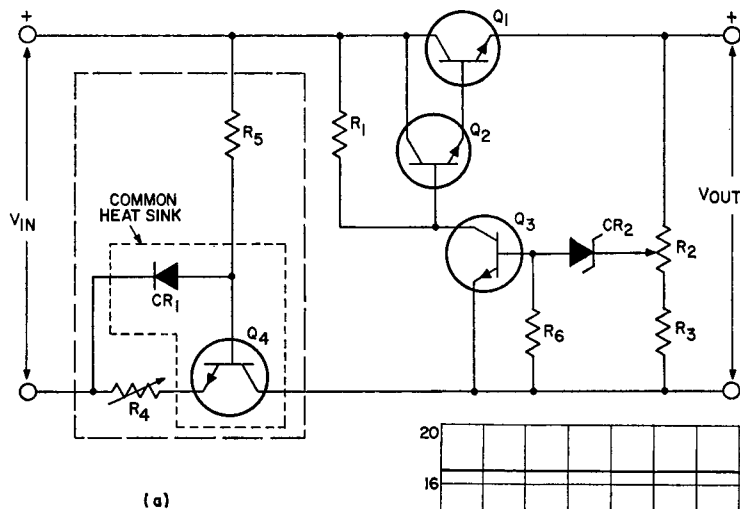 +
Q1
+
R5
R1
Q2
COMMON
HEAT SINK
VIN
Q3
CR2
VOUT
R2
CR1
Q4
R6
R3
R4
20
16
(a)